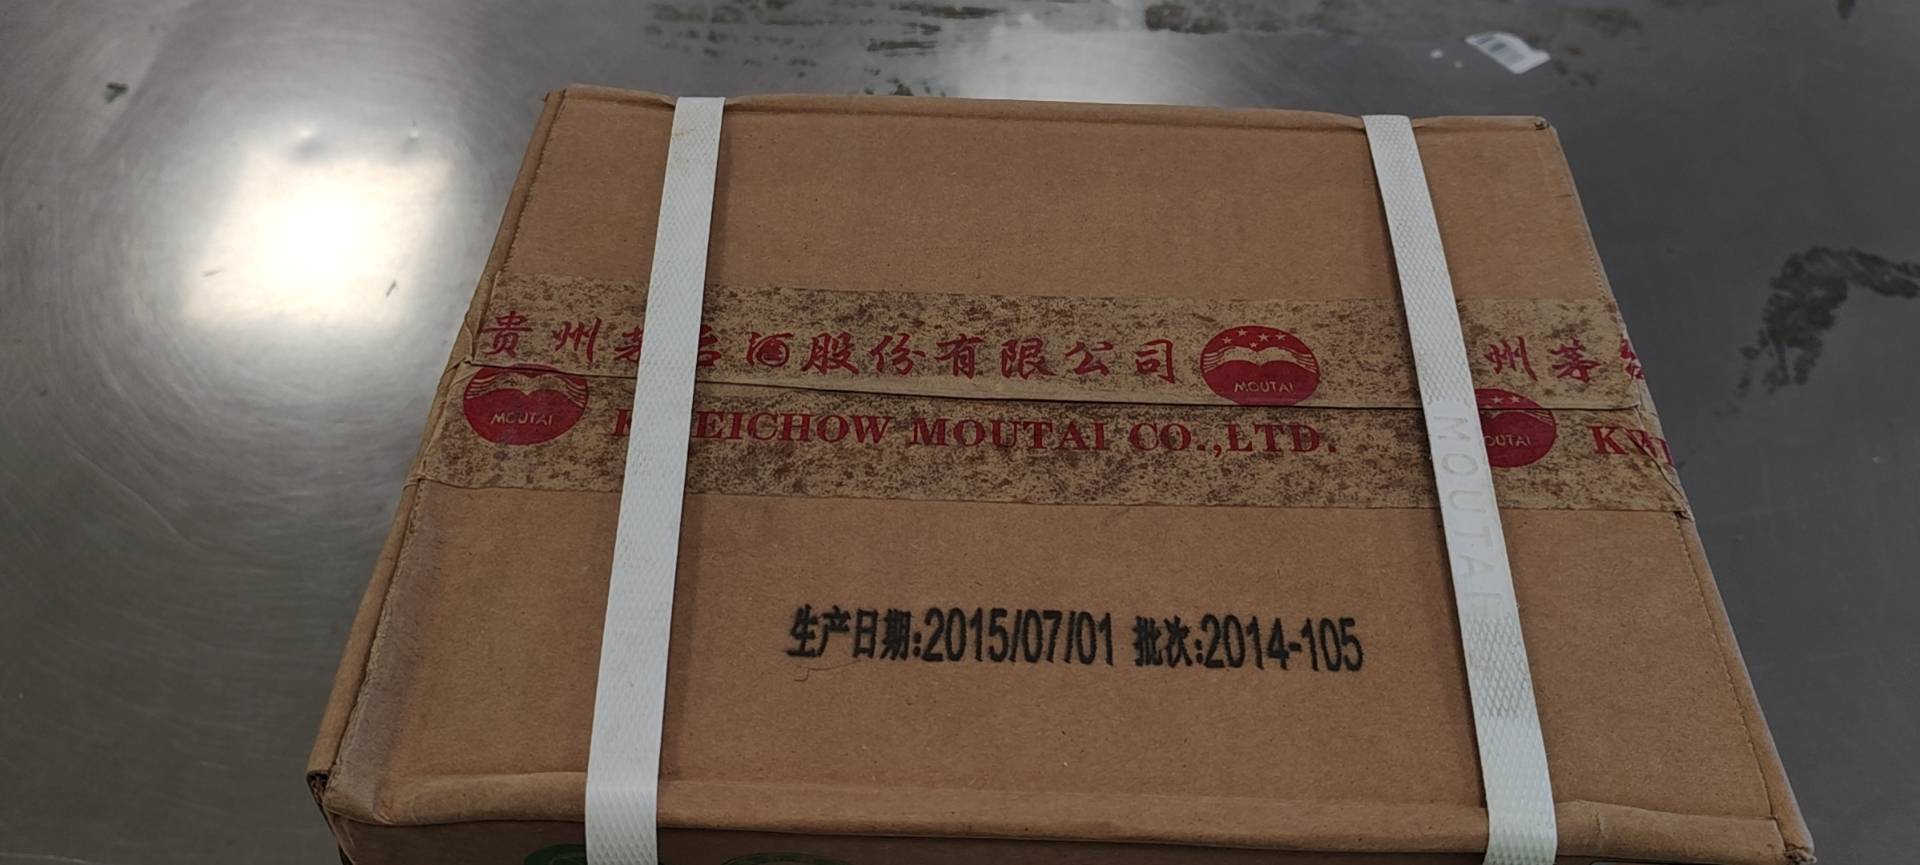 贵州茅台酒股份有限公司 MOUTAI 州茅
MOUTAI KWEICHOW MOUTAI CO.,LTD. MOUTAI
MOUTAI
生产日期:2015/07/01 批次:2014-105